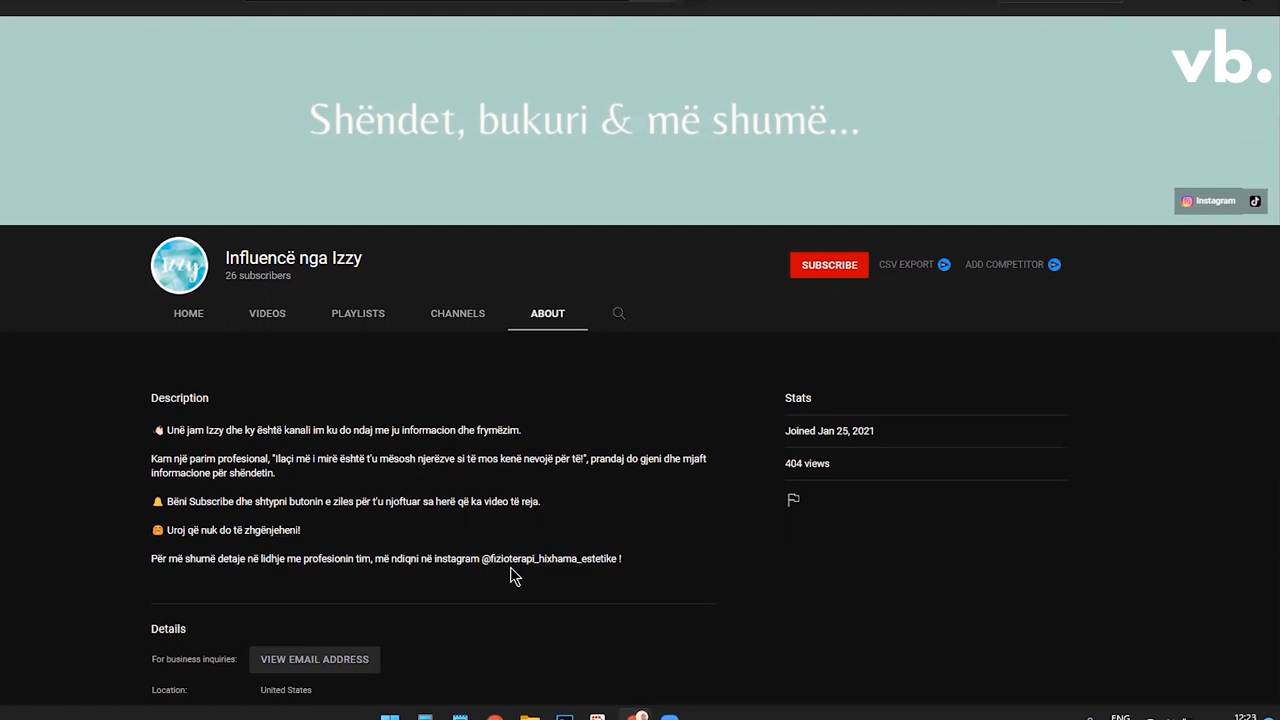 vb.
Shëndet, bukuri & më shumë...
Instagram
Izzy
Influencë nga Izzy
26 subscribers
SUBSCRIBE
CSV EXPORT
ADD COMPETITOR
HOME
VIDEOS
PLAYLISTS
CHANNELS
ABOUT
Description
Unë jam Izzy dhe ky është kanali im ku do ndaj me ju informacion dhe frymëzim.
Kam një parim profesional, "Ilaçi më i mirë është t'u mësosh njerëzve si të mos kenë nevojë për të!", prandaj do gjeni dhe mjaft
informacione për shëndetin.
Bëni Subscribe dhe shtypni butonin e ziles për t'u njoftuar sa herë që ka video të reja.
Uroj që nuk do të zhgënjeheni!
Për më shumë detaje në lidhje me profesionin tim, më ndiqni në instagram @fizioterapi_hixhama_estetike !
Stats
Joined Jan 25, 2021
404 views
Details
For business inquiries:
VIEW EMAIL ADDRESS
Location:
United States
ENG
12:23